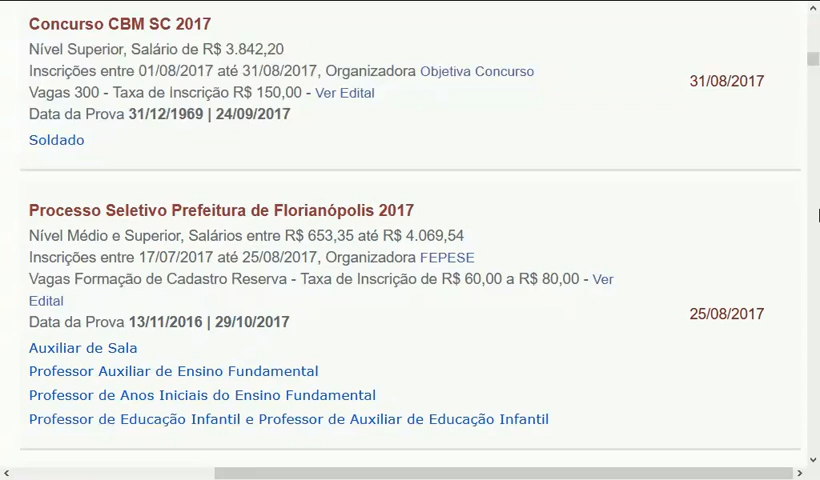 Concurso CBM SC 2017
Nível Superior, Salário de R$ 3.842,20
Inscrições entre 01/08/2017 até 31/08/2017, Organizadora Objetiva Concurso
Vagas 300 - Taxa de Inscrição R$ 150,00 - Ver Edital
Data da Prova 31/12/1969 | 24/09/2017
Soldado
31/08/2017
Processo Seletivo Prefeitura de Florianópolis 2017
Nível Médio e Superior, Salários entre R$ 653,35 até R$ 4.069,54
Inscrições entre 17/07/2017 até 25/08/2017, Organizadora FEPESE
Vagas Formação de Cadastro Reserva - Taxa de Inscrição de R$ 60,00 a R$ 80,00 - Ver
Edital
Data da Prova 13/11/2016 | 29/10/2017
Auxiliar de Sala
Professor Auxiliar de Ensino Fundamental
Professor de Anos Iniciais do Ensino Fundamental
Professor de Educação Infantil e Professor de Auxiliar de Educação Infantil
25/08/2017